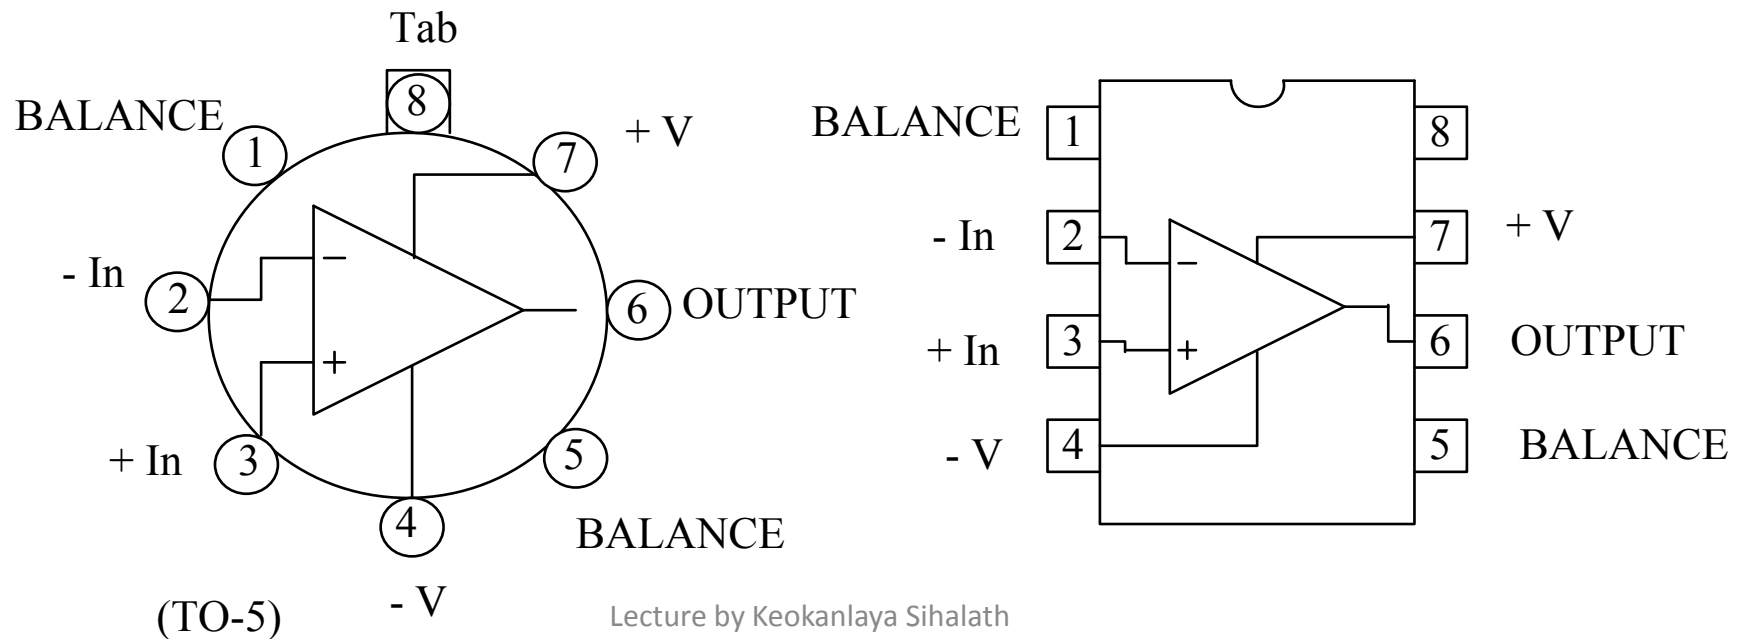 Tab
8
BALANCE
1
7
+ V
- In
2
−
+
6
OUTPUT
+ In
3
5
4
BALANCE
- V
(TO-5)
BALANCE
1
8
- In
2
−
7
+ V
+ In
3
+
6
OUTPUT
- V
4
5
BALANCE
Lecture by Keokanlaya Sihalath